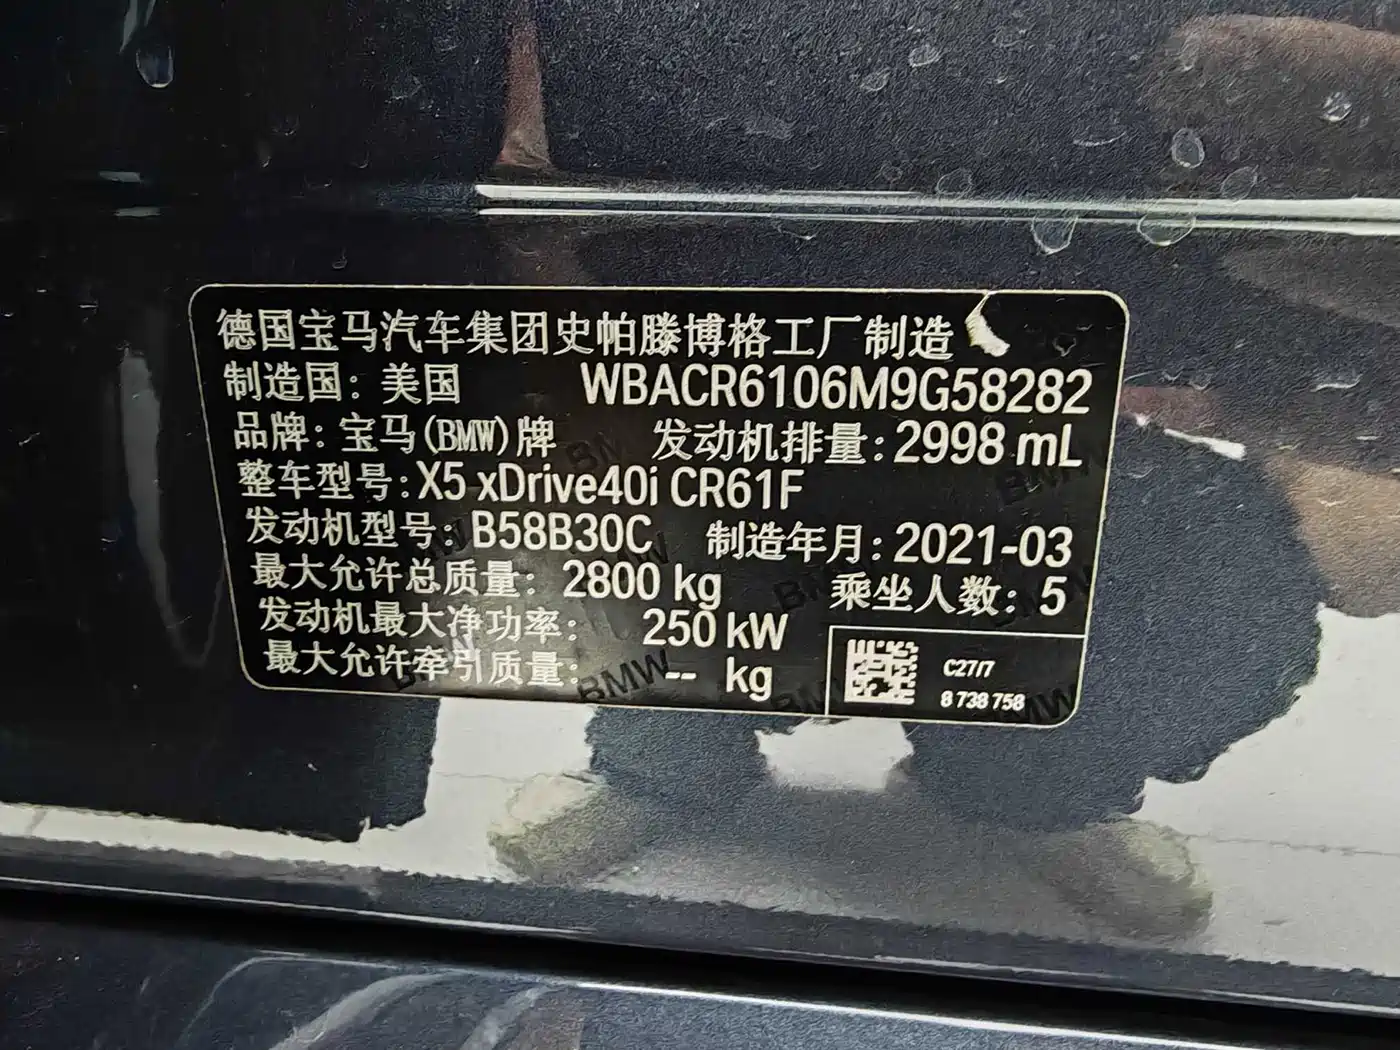 德国宝马汽车集团史帕滕博格工厂制造
制造国：美国 WBACR6106M9G58282
品牌：宝马(BMW)牌 发动机排量：2998 mL
整车型号：X5 xDrive40i CR61F
发动机型号：B58B30C 制造年月：2021-03
最大允许总质量：2800 kg 乘坐人数：5
发动机最大净功率： 250 kW
最大允许牵引质量： -- kg
C27/7
8 738 758